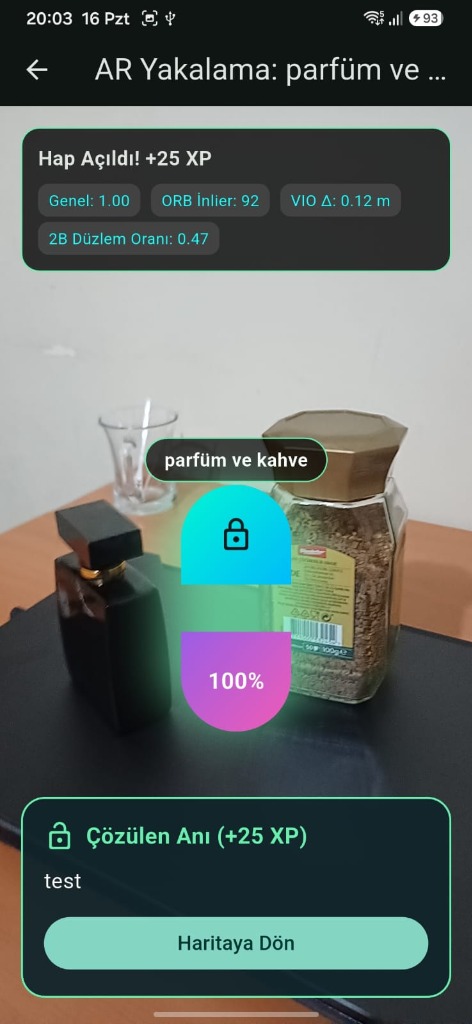 20:03 16 Pzt
93
AR Yakalama: parfüm ve ...
Hap Açıldı! +25 XP
Genel: 1.00
ORB İnlier: 92
VIO Δ: 0.12 m
2B Düzlem Oranı: 0.47
parfüm ve kahve
100%
100g e
Çözülen Anı (+25 XP)
test
Haritaya Dön